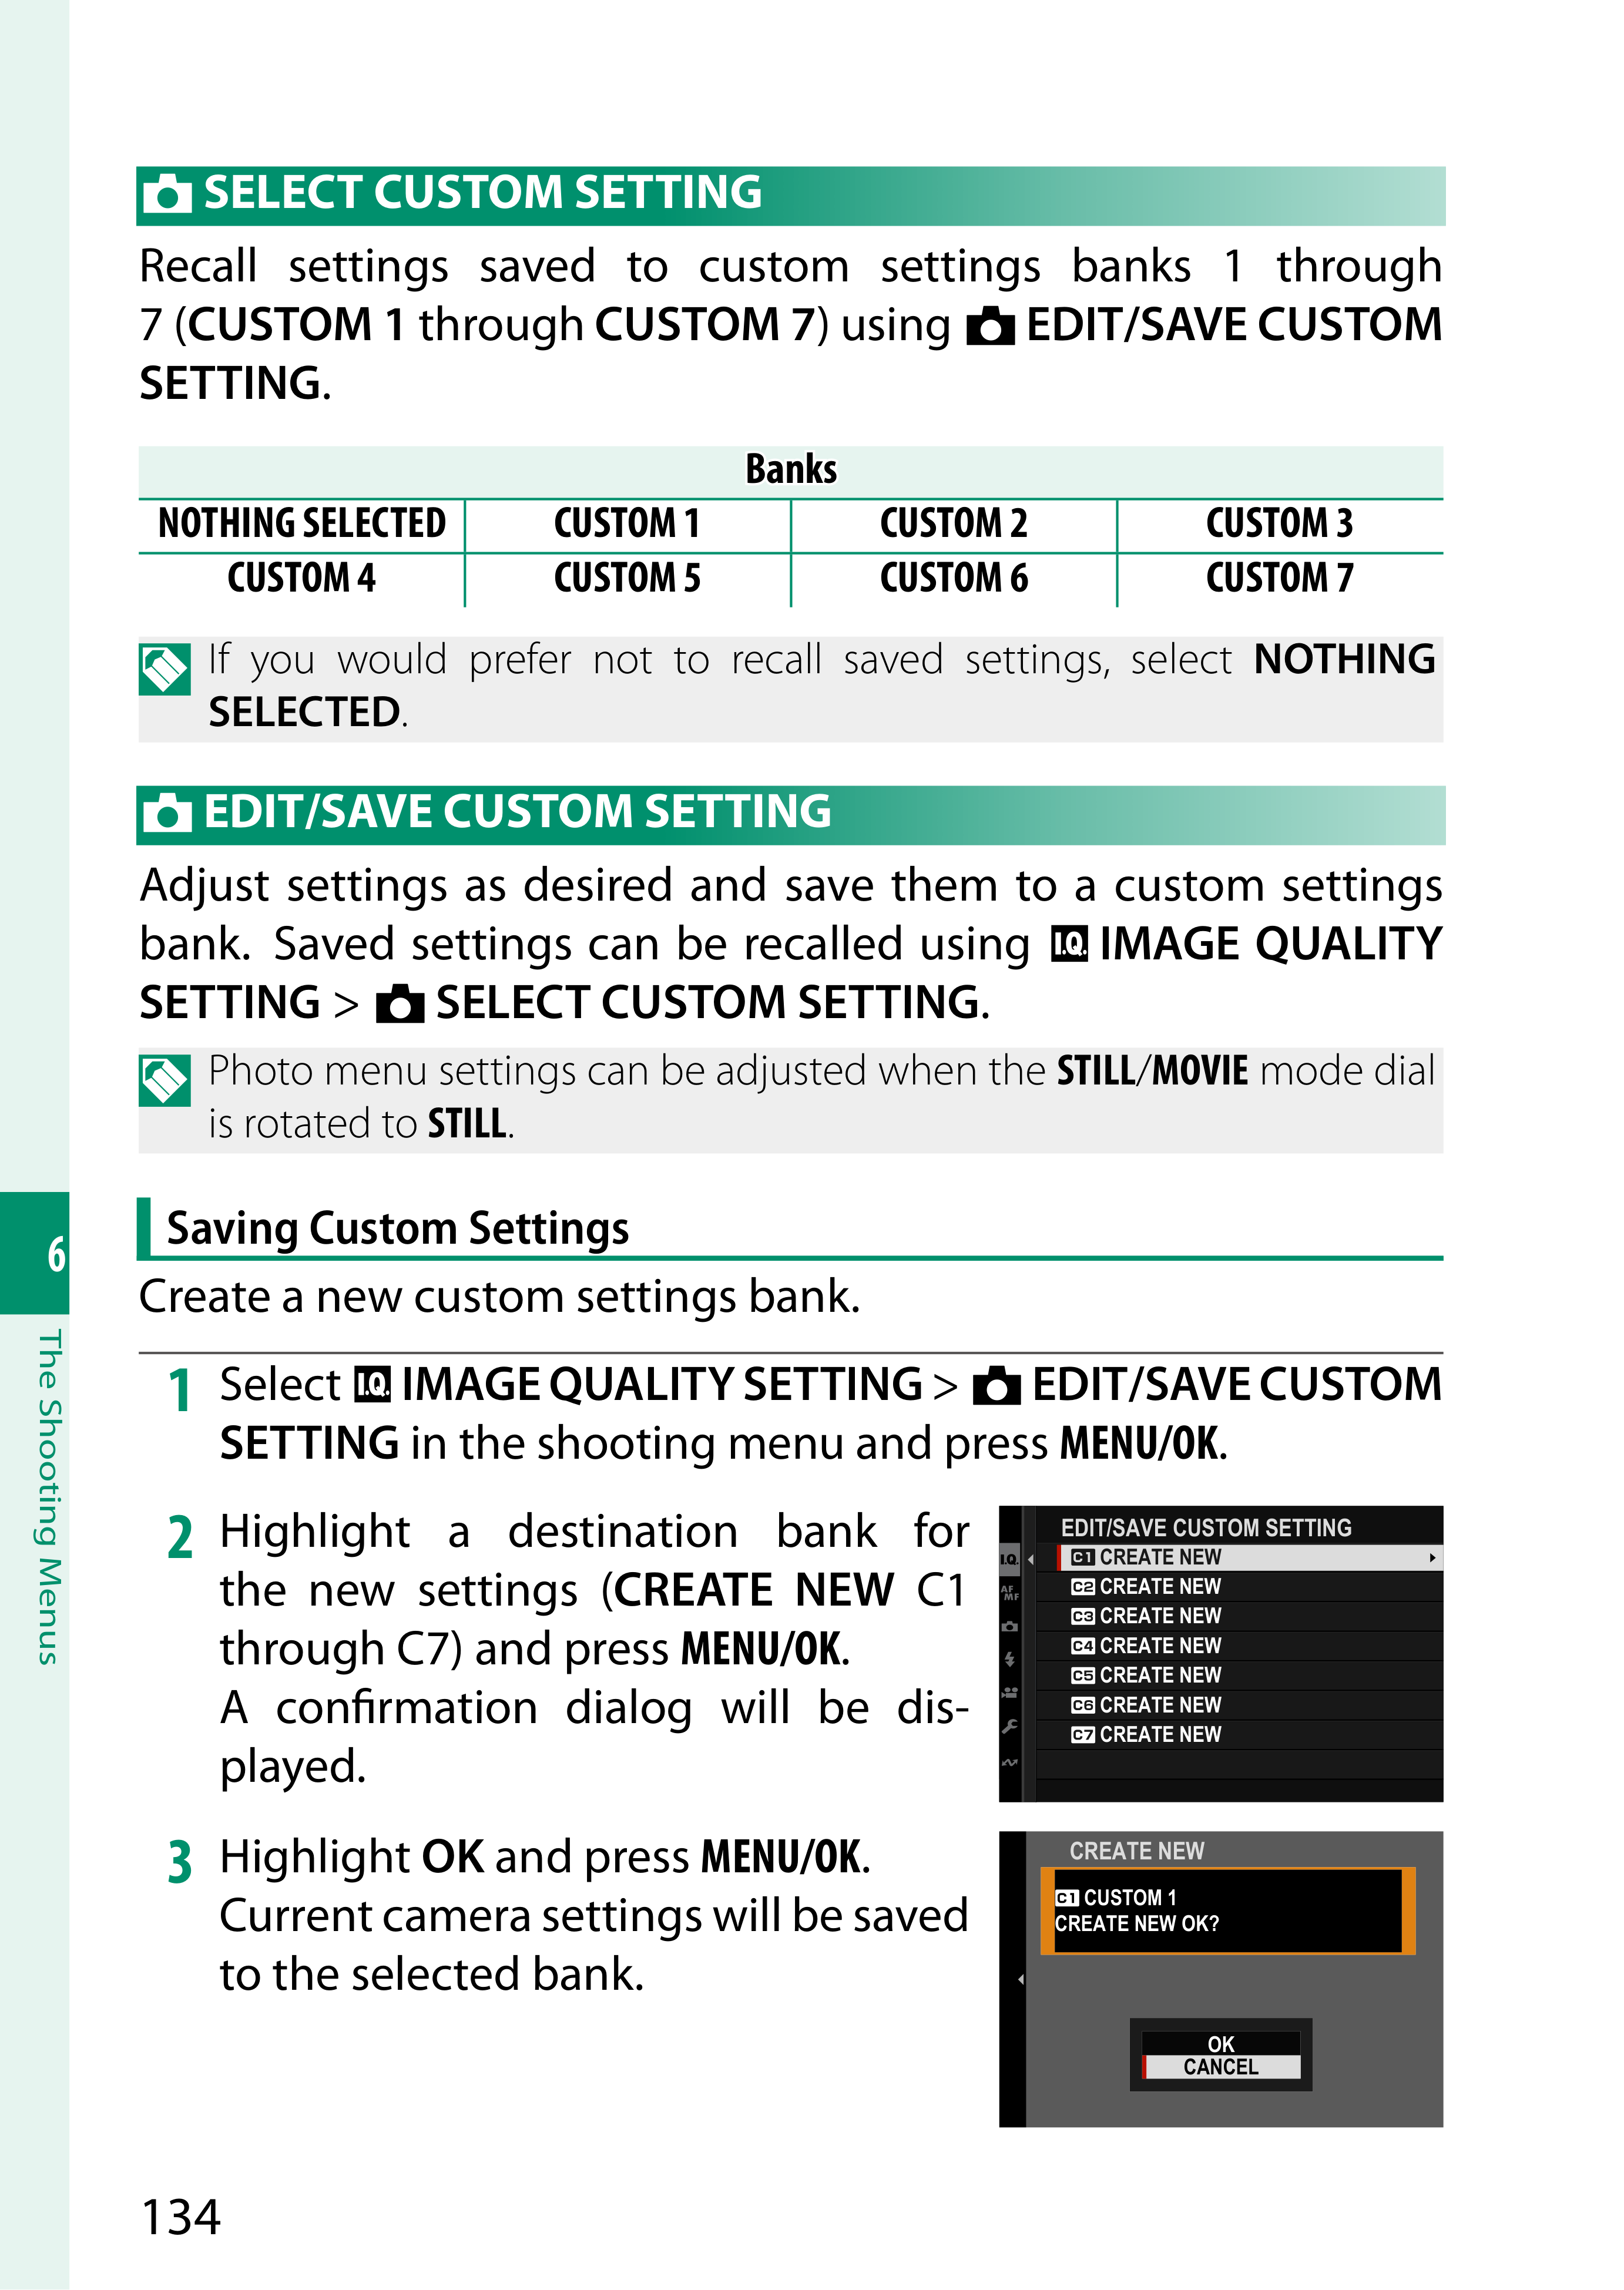 SELECT CUSTOM SETTING
Recall settings saved to custom settings banks 1 through
7 (CUSTOM 1 through CUSTOM 7) using EDIT/SAVE CUSTOM
SETTING.
Banks
NOTHING SELECTED CUSTOM 1 CUSTOM 2 CUSTOM 3
CUSTOM 4 CUSTOM 5 CUSTOM 6 CUSTOM 7
If you would prefer not to recall saved settings, select NOTHING
SELECTED.
EDIT/SAVE CUSTOM SETTING
Adjust settings as desired and save them to a custom settings
bank. Saved settings can be recalled using I.Q. IMAGE QUALITY
SETTING > SELECT CUSTOM SETTING.
Photo menu settings can be adjusted when the STILL/MOVIE mode dial
is rotated to STILL.
Saving Custom Settings
Create a new custom settings bank.
1 Select I.Q. IMAGE QUALITY SETTING > EDIT/SAVE CUSTOM
SETTING in the shooting menu and press MENU/OK.
2 Highlight a destination bank for
the new settings (CREATE NEW C1
through C7) and press MENU/OK.
A confirmation dialog will be dis-
played.
EDIT/SAVE CUSTOM SETTING
I.Q.
AF
MF
C1 CREATE NEW
C2 CREATE NEW
C3 CREATE NEW
C4 CREATE NEW
C5 CREATE NEW
C6 CREATE NEW
C7 CREATE NEW
3 Highlight OK and press MENU/OK.
Current camera settings will be saved
to the selected bank.
CREATE NEW
C1 CUSTOM 1
CREATE NEW OK?
OK
CANCEL
6
The Shooting Menus
134